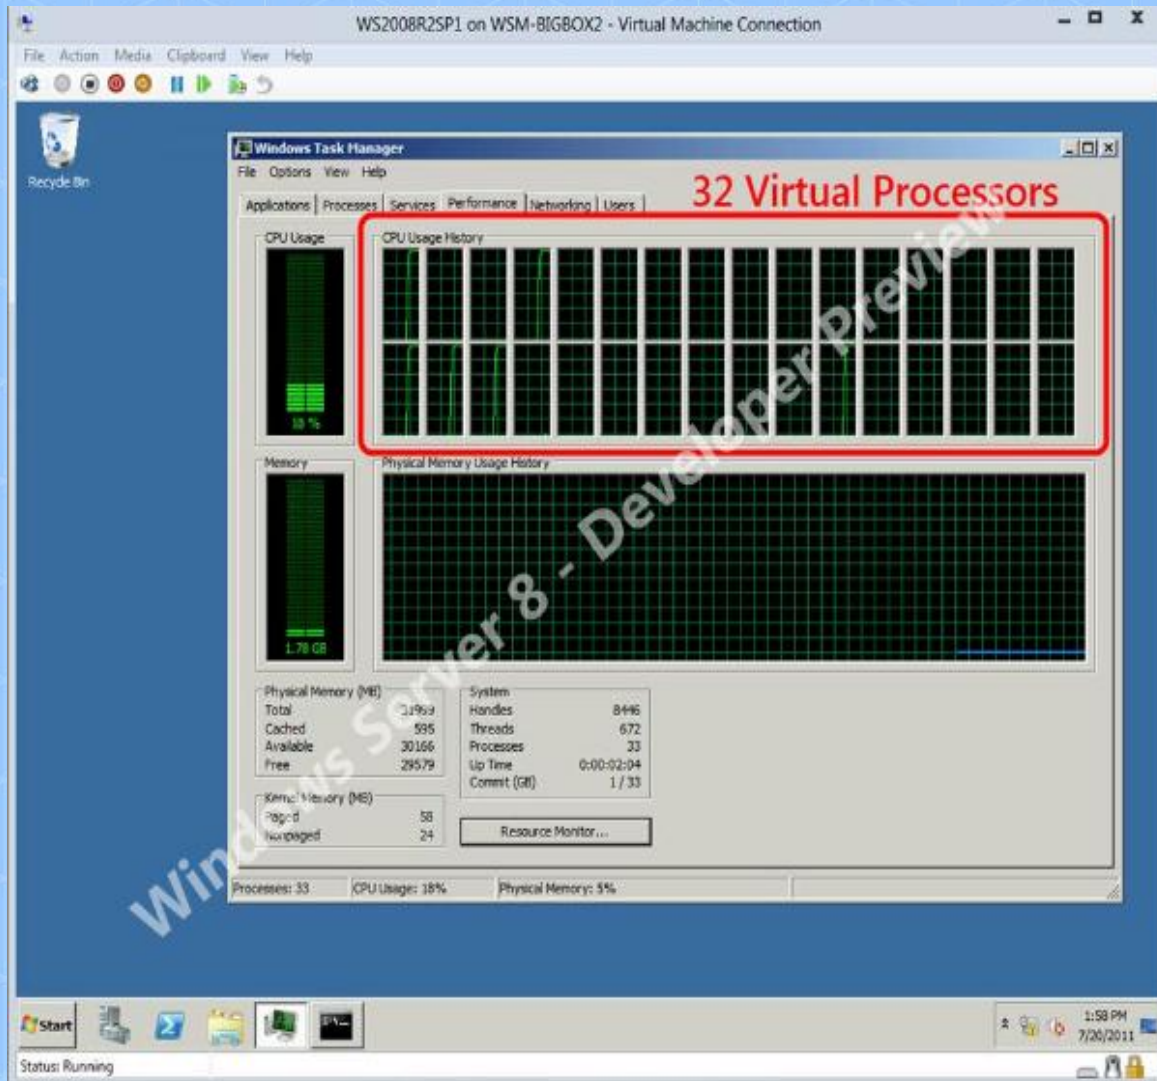 WS2008R2SP1 on WSM-BIGBOX2 - Virtual Machine Connection
File Action Media Clipboard View Help
Recycle Bin
Windows Task Manager
File Options View Help
32 Virtual Processors
Applications Processes Services Performance Networking Users
CPU Usage CPU Usage History
18 %
Memory Physical Memory Usage History
1.78 GB
Physical Memory (MB) System
Total Handles 8446
Cached 595 Threads 672
Available 30166 Processes 33
Free 29579 Up Time 0:00:02:04
Commit (GB) 1 / 33
Kernel Memory (MB)
Paged 58
Nonpaged 24 Resource Monitor...
Processes: 33 CPU Usage: 18% Physical Memory: 5%
Windows Server 8 - Developer Preview
Start 1:58 PM
7/20/2011
Status: Running